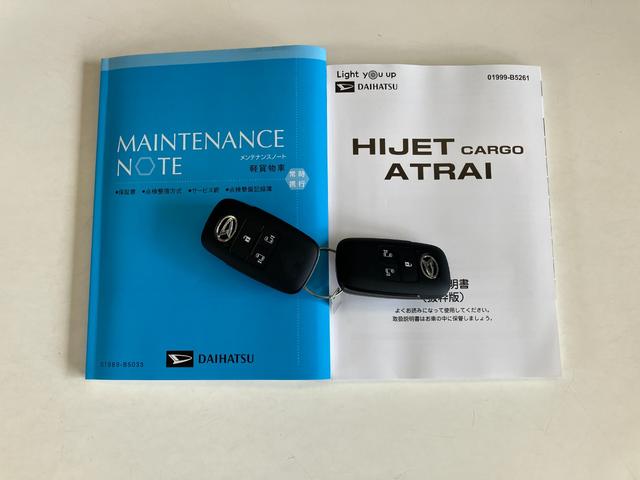 MAINTENANCE
NOTE
メンテナンスノート
軽貨物車
常時
携行
●保証書 ●点検整備方式 ●サービス網 ●点検整備記録簿
DAIHATSU
01999-B5033
Light you up
DAIHATSU
01999-B5261
HIJET CARGO
ATRAI
明書
(抜粋版)
よくお読みになって使用してください。
取扱説明書はお車の中に保管しましょう。